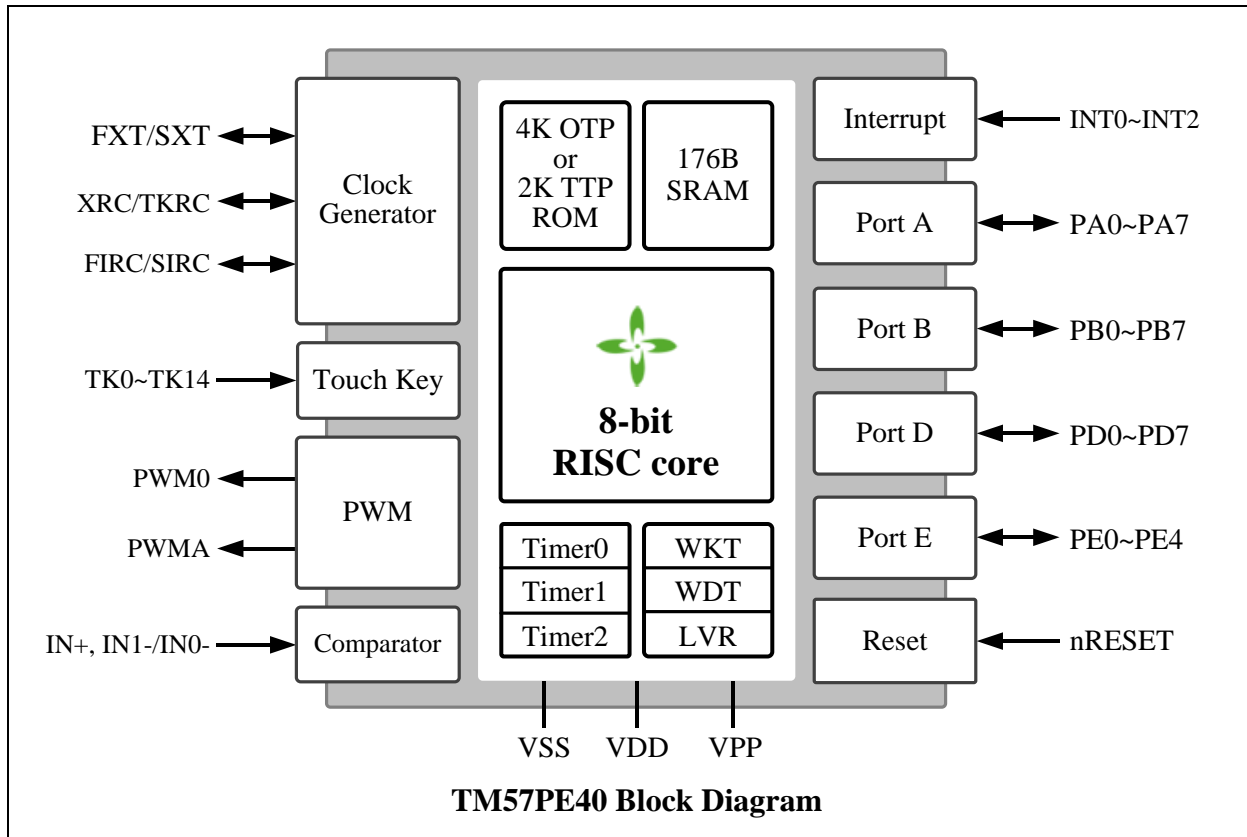 FXT/SXT
XRC/TKRC
FIRC/SIRC
Clock
Generator
TK0~TK14
Touch Key
PWM0
PWMA
PWM
IN+, IN1-/IN0-
Comparator
4K OTP
or
2K TTP
ROM
176B
SRAM
8-bit
RISC core
Timer0
Timer1
Timer2
WKT
WDT
LVR
Interrupt
INT0~INT2
Port A
PA0~PA7
Port B
PB0~PB7
Port D
PD0~PD7
Port E
PE0~PE4
Reset
nRESET
VSS
VDD
VPP
TM57PE40 Block Diagram